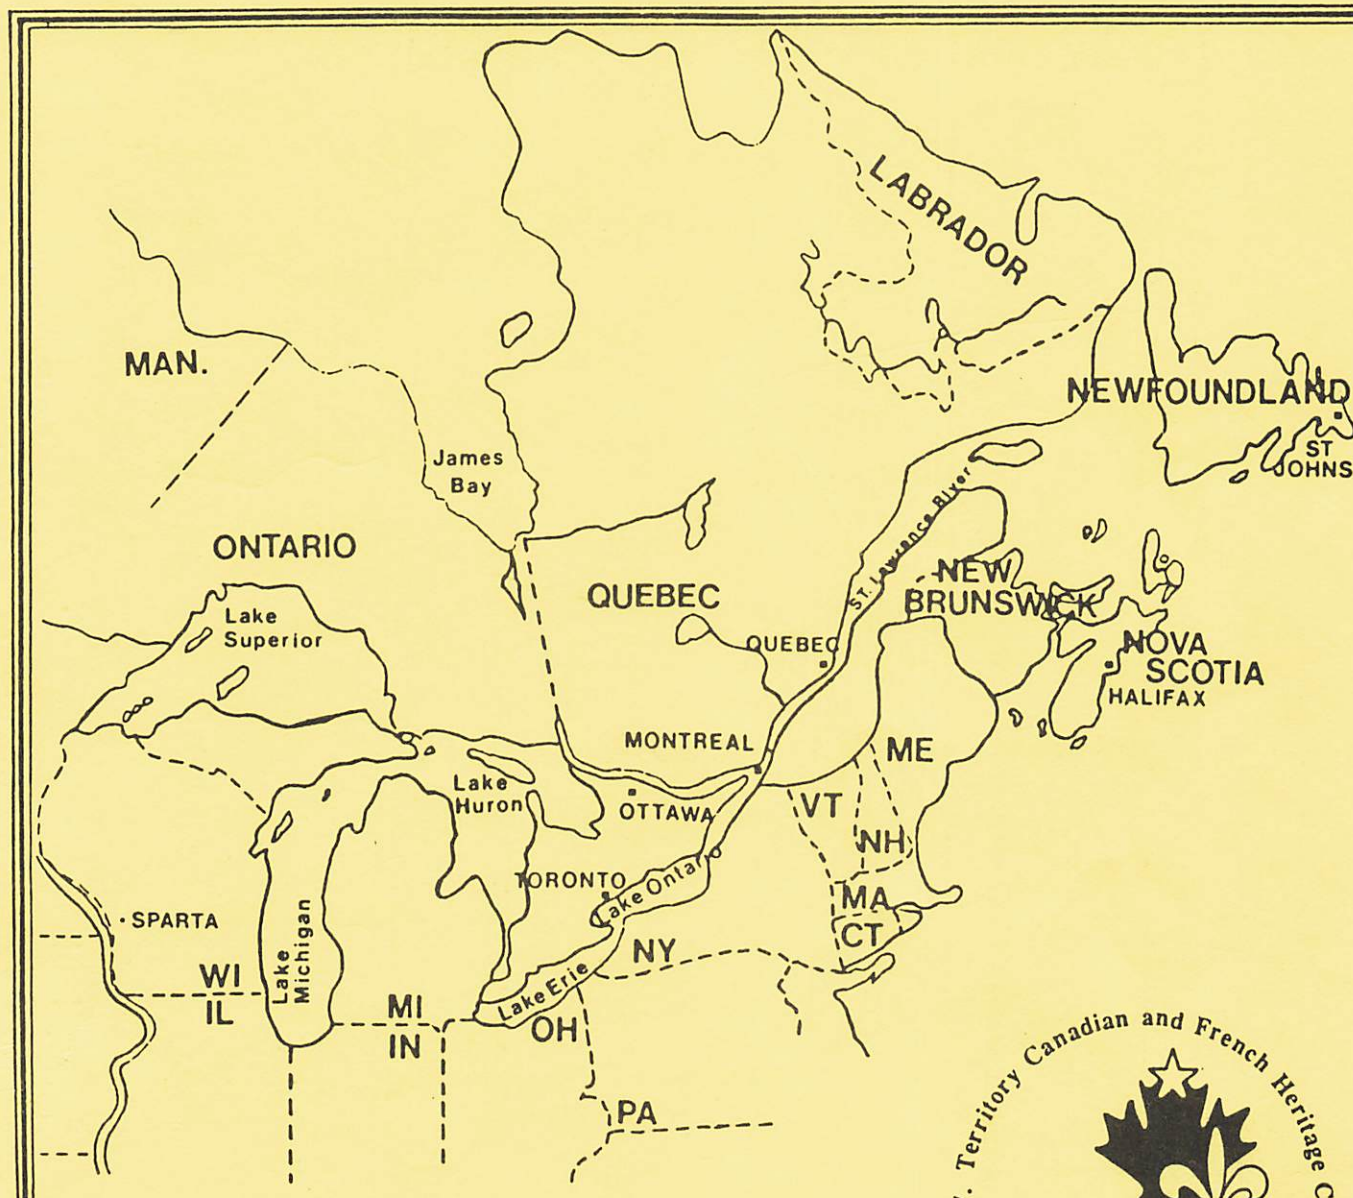 LABRADOR
MAN.
NEWFOUNDLAND
James
Bay
ST
JOHNS
ST. Lawrence River
ONTARIO
QUEBEC
NEW
BRUNSWICK
Lake
Superior
QUEBEC
NOVA
SCOTIA
HALIFAX
MONTREAL
ME
Lake
Huron
OTTAWA
VT
NH
TORONTO
Lake Ontario
MA
SPARTA
CT
Lake
Michigan
NY
WI
IL
Lake Erie
MI
IN
OH
PA
Territory Canadian and French Heritage